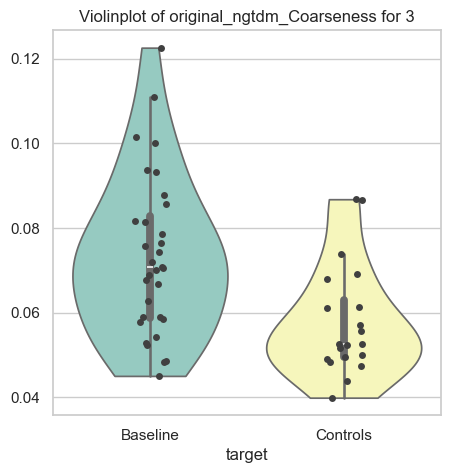 Violinplot of original_ngtdm_Coarseness for 3
0.12
0.10
0.08
0.06
0.04
Baseline
Controls
target